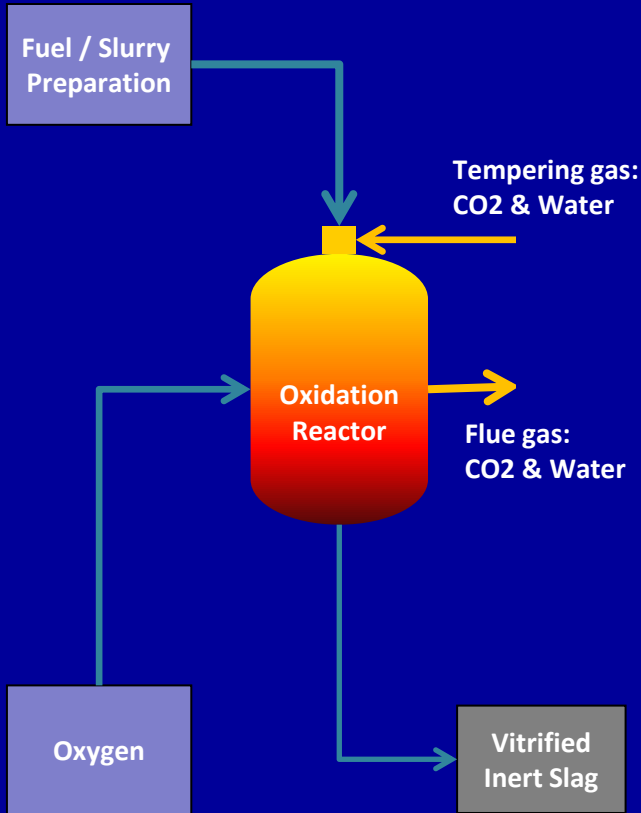 Fuel / Slurry
Preparation
Tempering gas:
CO2 & Water
Oxidation
Reactor
Flue gas:
CO2 & Water
Oxygen
Vitrified
Inert Slag